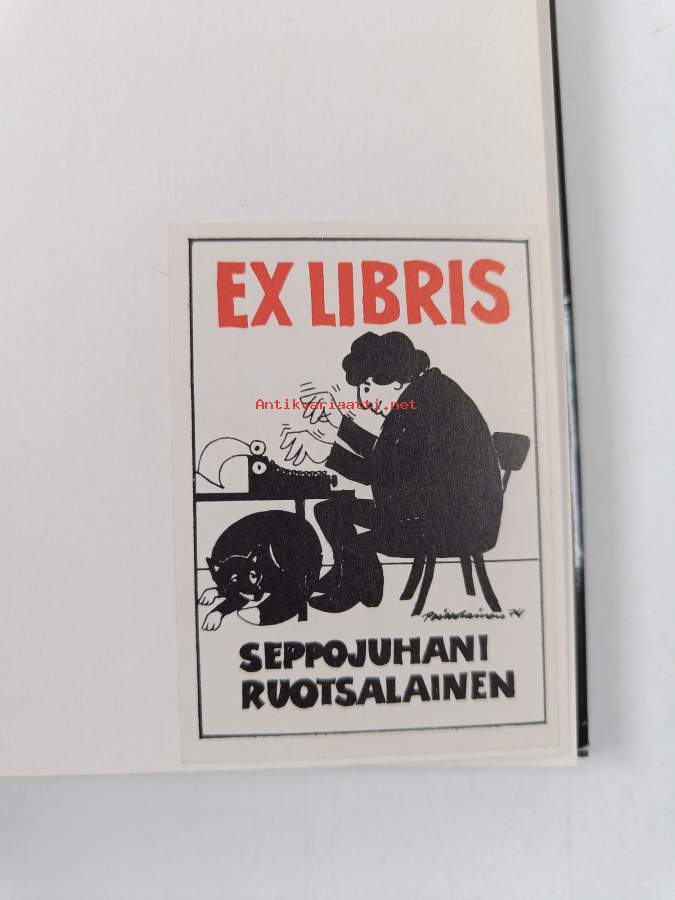 EX LIBRIS
Antikvariaatti.net
SEPPOJUHANI
RUOTSALAINEN